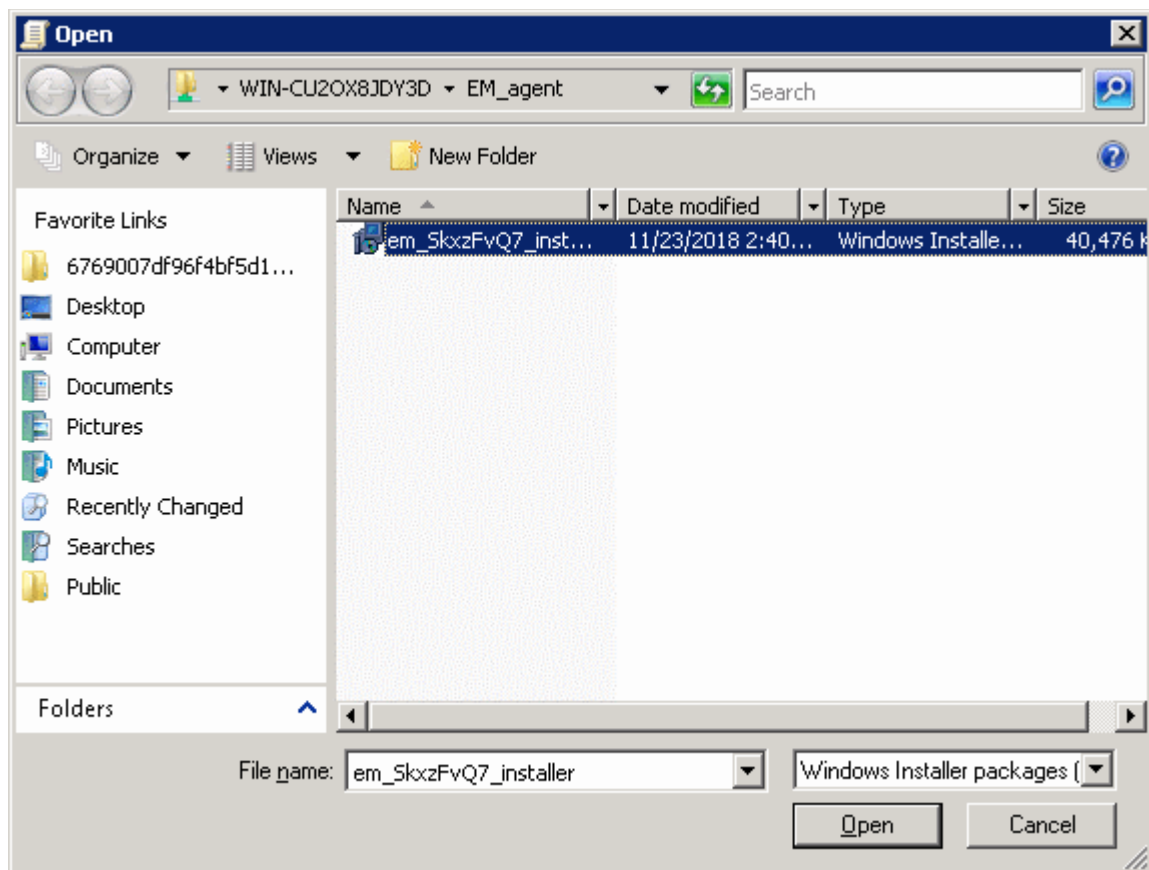 Open
WIN-CU2OX8JDY3D EM_agent Search
Organize Views New Folder
Favorite Links
6769007df96f4bf5d1...
Desktop
Computer
Documents
Pictures
Music
Recently Changed
Searches
Public
Folders
Name Date modified Type Size
em_SkxzFvQ7_inst... 11/23/2018 2:40... Windows Installe... 40,476 k
File name: em_SkxzFvQ7_installer Windows Installer packages (
Open Cancel